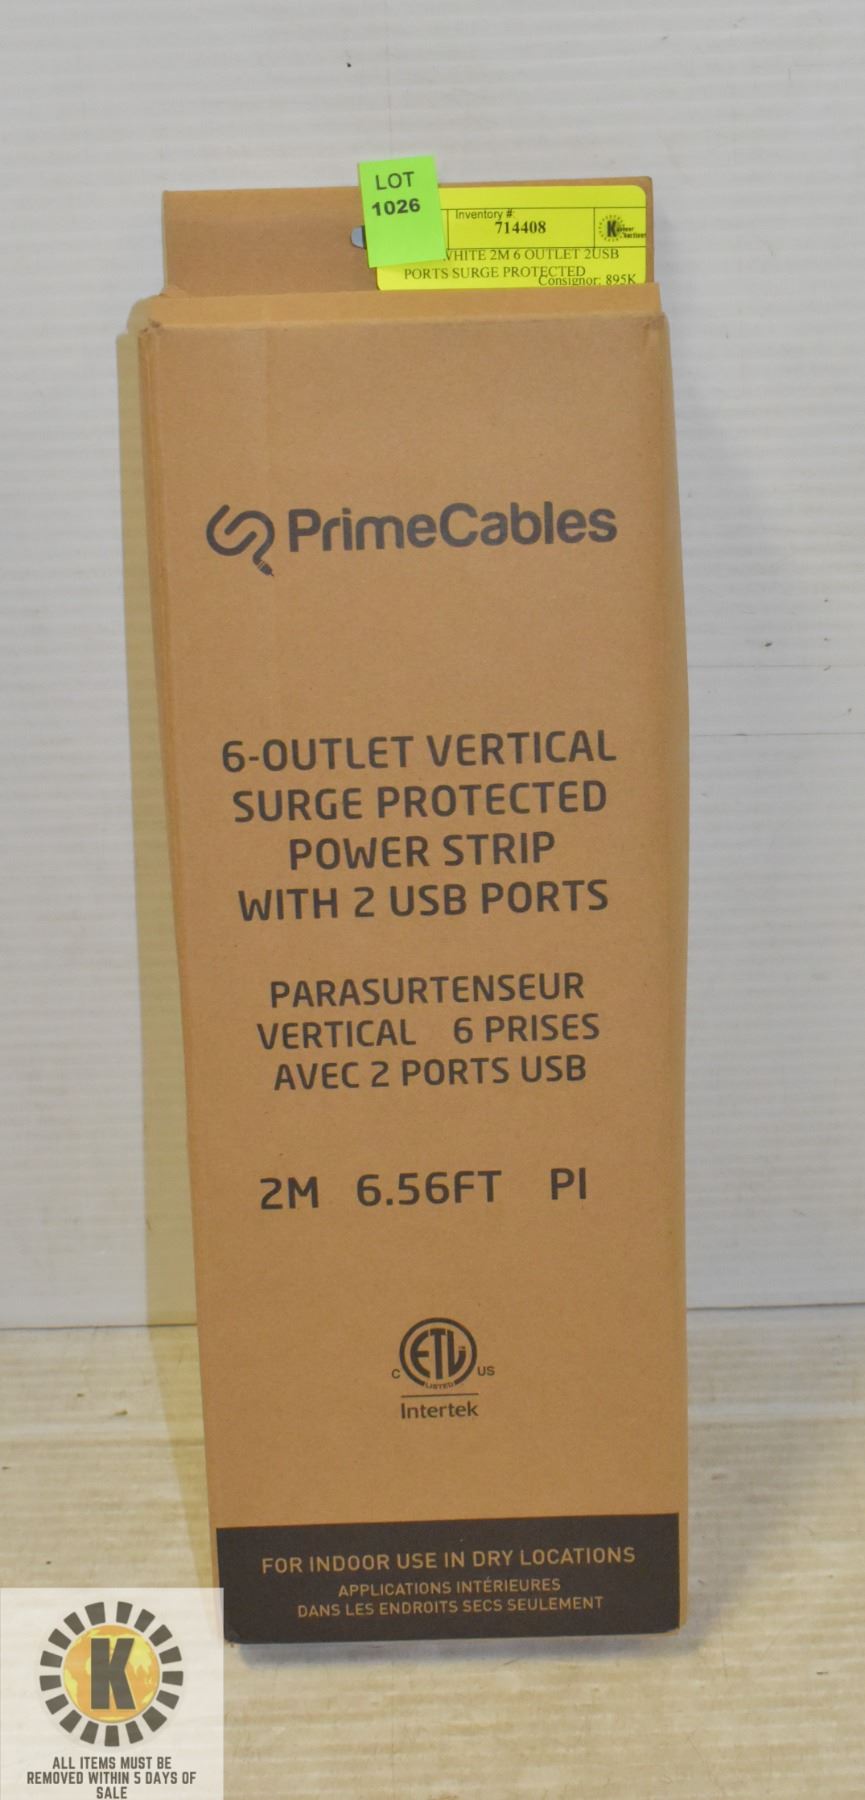 LOT
1026
Inventory #:
714408
WHITE 2M 6 OUTLET 2USB
PORTS SURGE PROTECTED
Consignor: 895K
PrimeCables
6-OUTLET VERTICAL
SURGE PROTECTED
POWER STRIP
WITH 2 USB PORTS
PARASURTENSEUR
VERTICAL 6 PRISES
AVEC 2 PORTS USB
2M 6.56FT PI
ETL
C US
LISTED
Intertek
FOR INDOOR USE IN DRY LOCATIONS
APPLICATIONS INTÉRIEURES
DANS LES ENDROITS SECS SEULEMENT
K
ALL ITEMS MUST BE
REMOVED WITHIN 5 DAYS OF
SALE